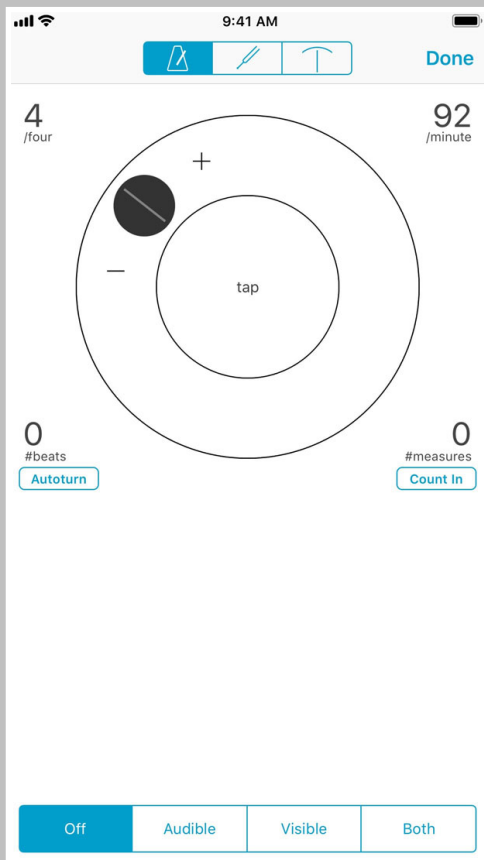 9:41 AM
Done
4
/four
92
/minute
+
−
tap
0
#beats
Autoturn
0
#measures
Count In
Off
Audible
Visible
Both